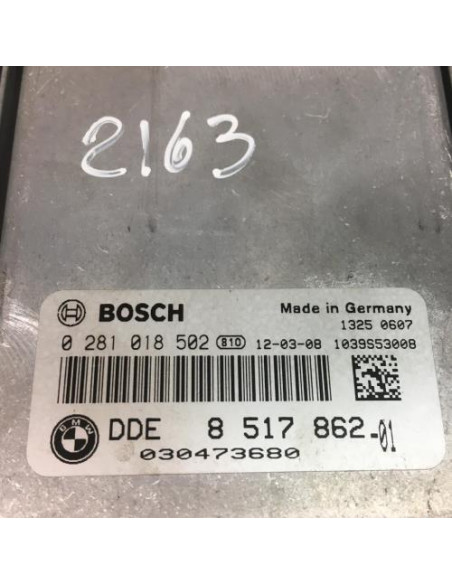 2163
BOSCH Made in Germany
1325 0607
0 281 018 502 B10 12-03-08 1039S53008
BMW DDE 8 517 862-01
030473680